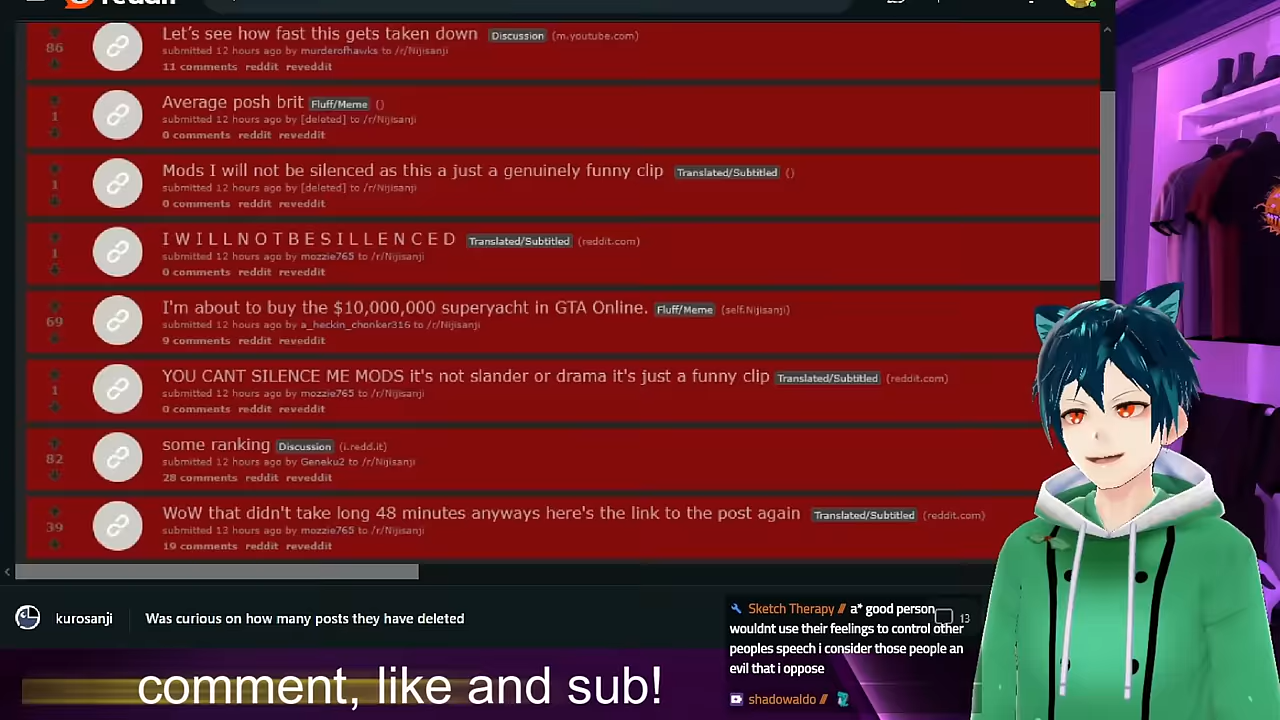 reddit
86
Let's see how fast this gets taken down Discussion (m.youtube.com)
submitted 12 hours ago by murderofhawks to /r/Nijisanji
11 comments reddit reveddit
1
Average posh brit Fluff/Meme ()
submitted 12 hours ago by [deleted] to /r/Nijisanji
0 comments reddit reveddit
1
Mods I will not be silenced as this a just a genuinely funny clip Translated/Subtitled ()
submitted 12 hours ago by [deleted] to /r/Nijisanji
0 comments reddit reveddit
1
I W I L L N O T B E S I L L E N C E D Translated/Subtitled (reddit.com)
submitted 12 hours ago by mozzie765 to /r/Nijisanji
0 comments reddit reveddit
69
I'm about to buy the $10,000,000 superyacht in GTA Online. Fluff/Meme (self.Nijisanji)
submitted 12 hours ago by a_heckin_chonker316 to /r/Nijisanji
9 comments reddit reveddit
1
YOU CANT SILENCE ME MODS it's not slander or drama it's just a funny clip Translated/Subtitled (reddit.com)
submitted 12 hours ago by mozzie765 to /r/Nijisanji
0 comments reddit reveddit
82
some ranking Discussion (i.redd.it)
submitted 12 hours ago by Geneku2 to /r/Nijisanji
28 comments reddit reveddit
39
WoW that didn't take long 48 minutes anyways here's the link to the post again Translated/Subtitled (reddit.com)
submitted 13 hours ago by mozzie765 to /r/Nijisanji
19 comments reddit reveddit
kurosanji Was curious on how many posts they have deleted
13
Sketch Therapy // a* good person
wouldnt use their feelings to control other
peoples speech i consider those people an
evil that i oppose
shadowaldo //
comment, like and sub!